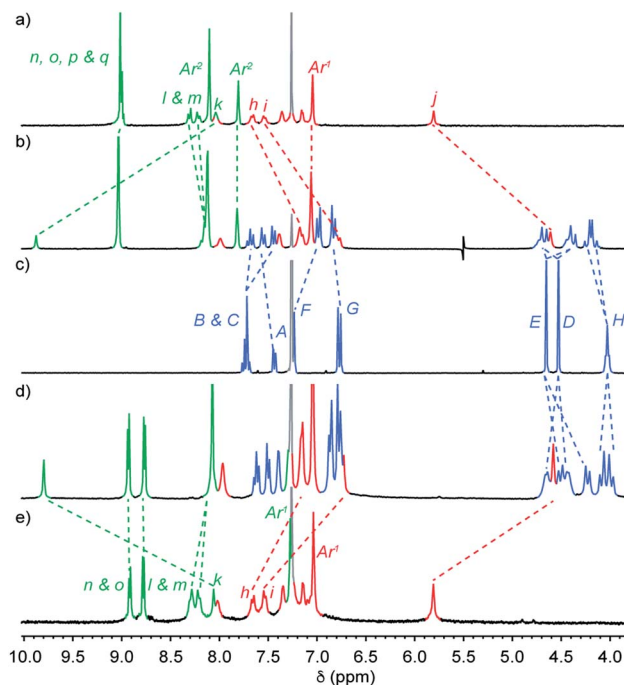 a)
n, o, p & q
Ar²
Ar²
Ar¹
l & m
k
h
i
j
b)
c)
B & C
A
F
G
E
D
H
d)
e)
Ar¹
Ar¹
n & o
l & m
k
h
i
10.0 9.5 9.0 8.5 8.0 7.5 7.0 6.5 6.0 5.5 5.0 4.5 4.0
δ (ppm)